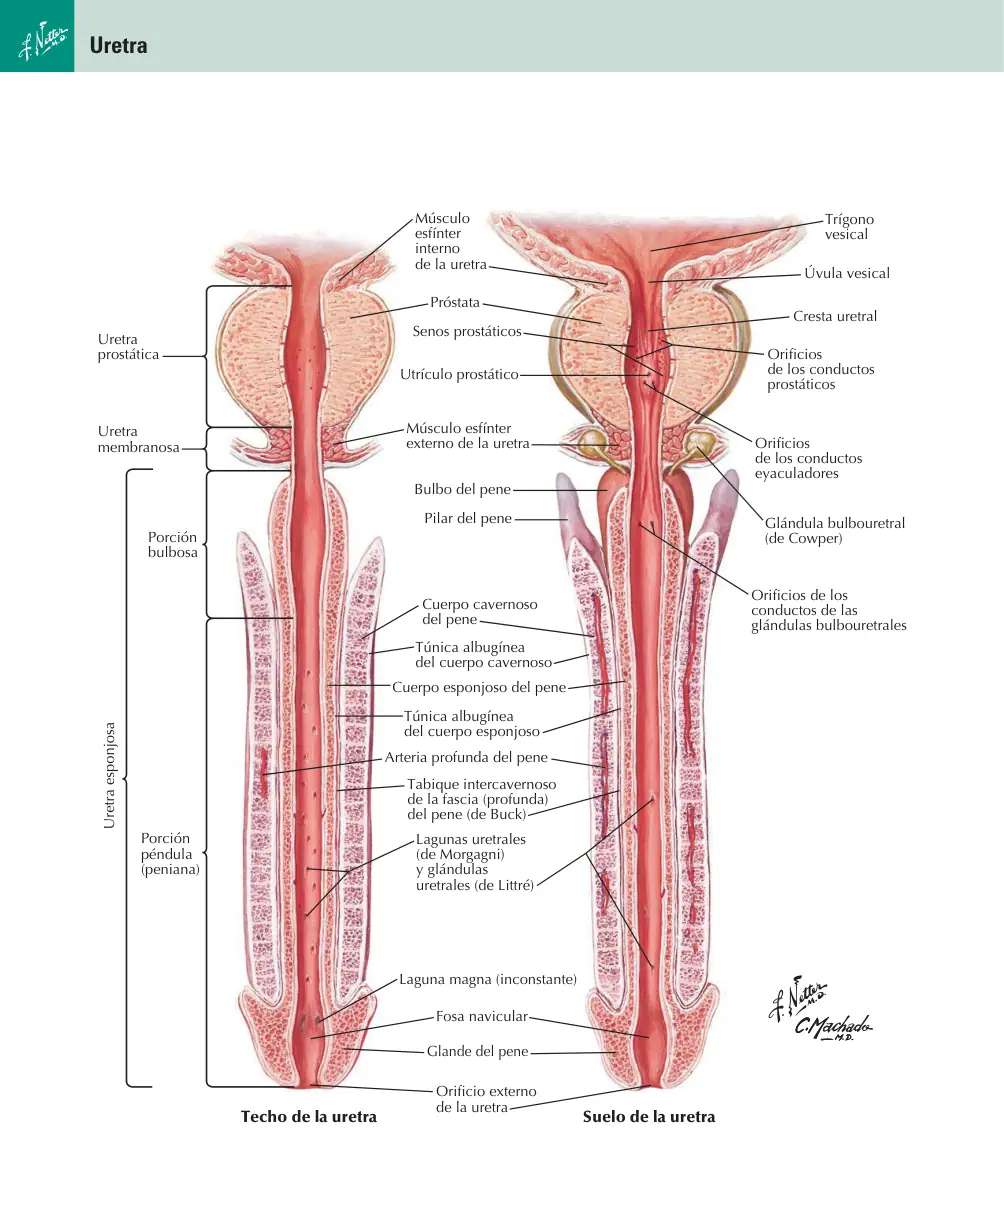 F. Netter M.D.
Uretra
Músculo
esfínter
interno
de la uretra
Próstata
Senos prostáticos
Utrículo prostático
Músculo esfínter
externo de la uretra
Bulbo del pene
Pilar del pene
Cuerpo cavernoso
del pene
Túnica albugínea
del cuerpo cavernoso
Cuerpo esponjoso del pene
Túnica albugínea
del cuerpo esponjoso
Arteria profunda del pene
Tabique intercavernoso
de la fascia (profunda)
del pene (de Buck)
Lagunas uretrales
(de Morgagni)
y glándulas
uretrales (de Littré)
Laguna magna (inconstante)
Fosa navicular
Glande del pene
Orificio externo
de la uretra
Uretra
prostática
Uretra
membranosa
Porción
bulbosa
Uretra esponjosa
Porción
péndula
(peniana)
Trígono
vesical
Úvula vesical
Cresta uretral
Orificios
de los conductos
prostáticos
Orificios
de los conductos
eyaculadores
Glándula bulbouretral
(de Cowper)
Orificios de los
conductos de las
glándulas bulbouretrales
F. Netter M.D.
C. Machado M.D.
Techo de la uretra
Suelo de la uretra